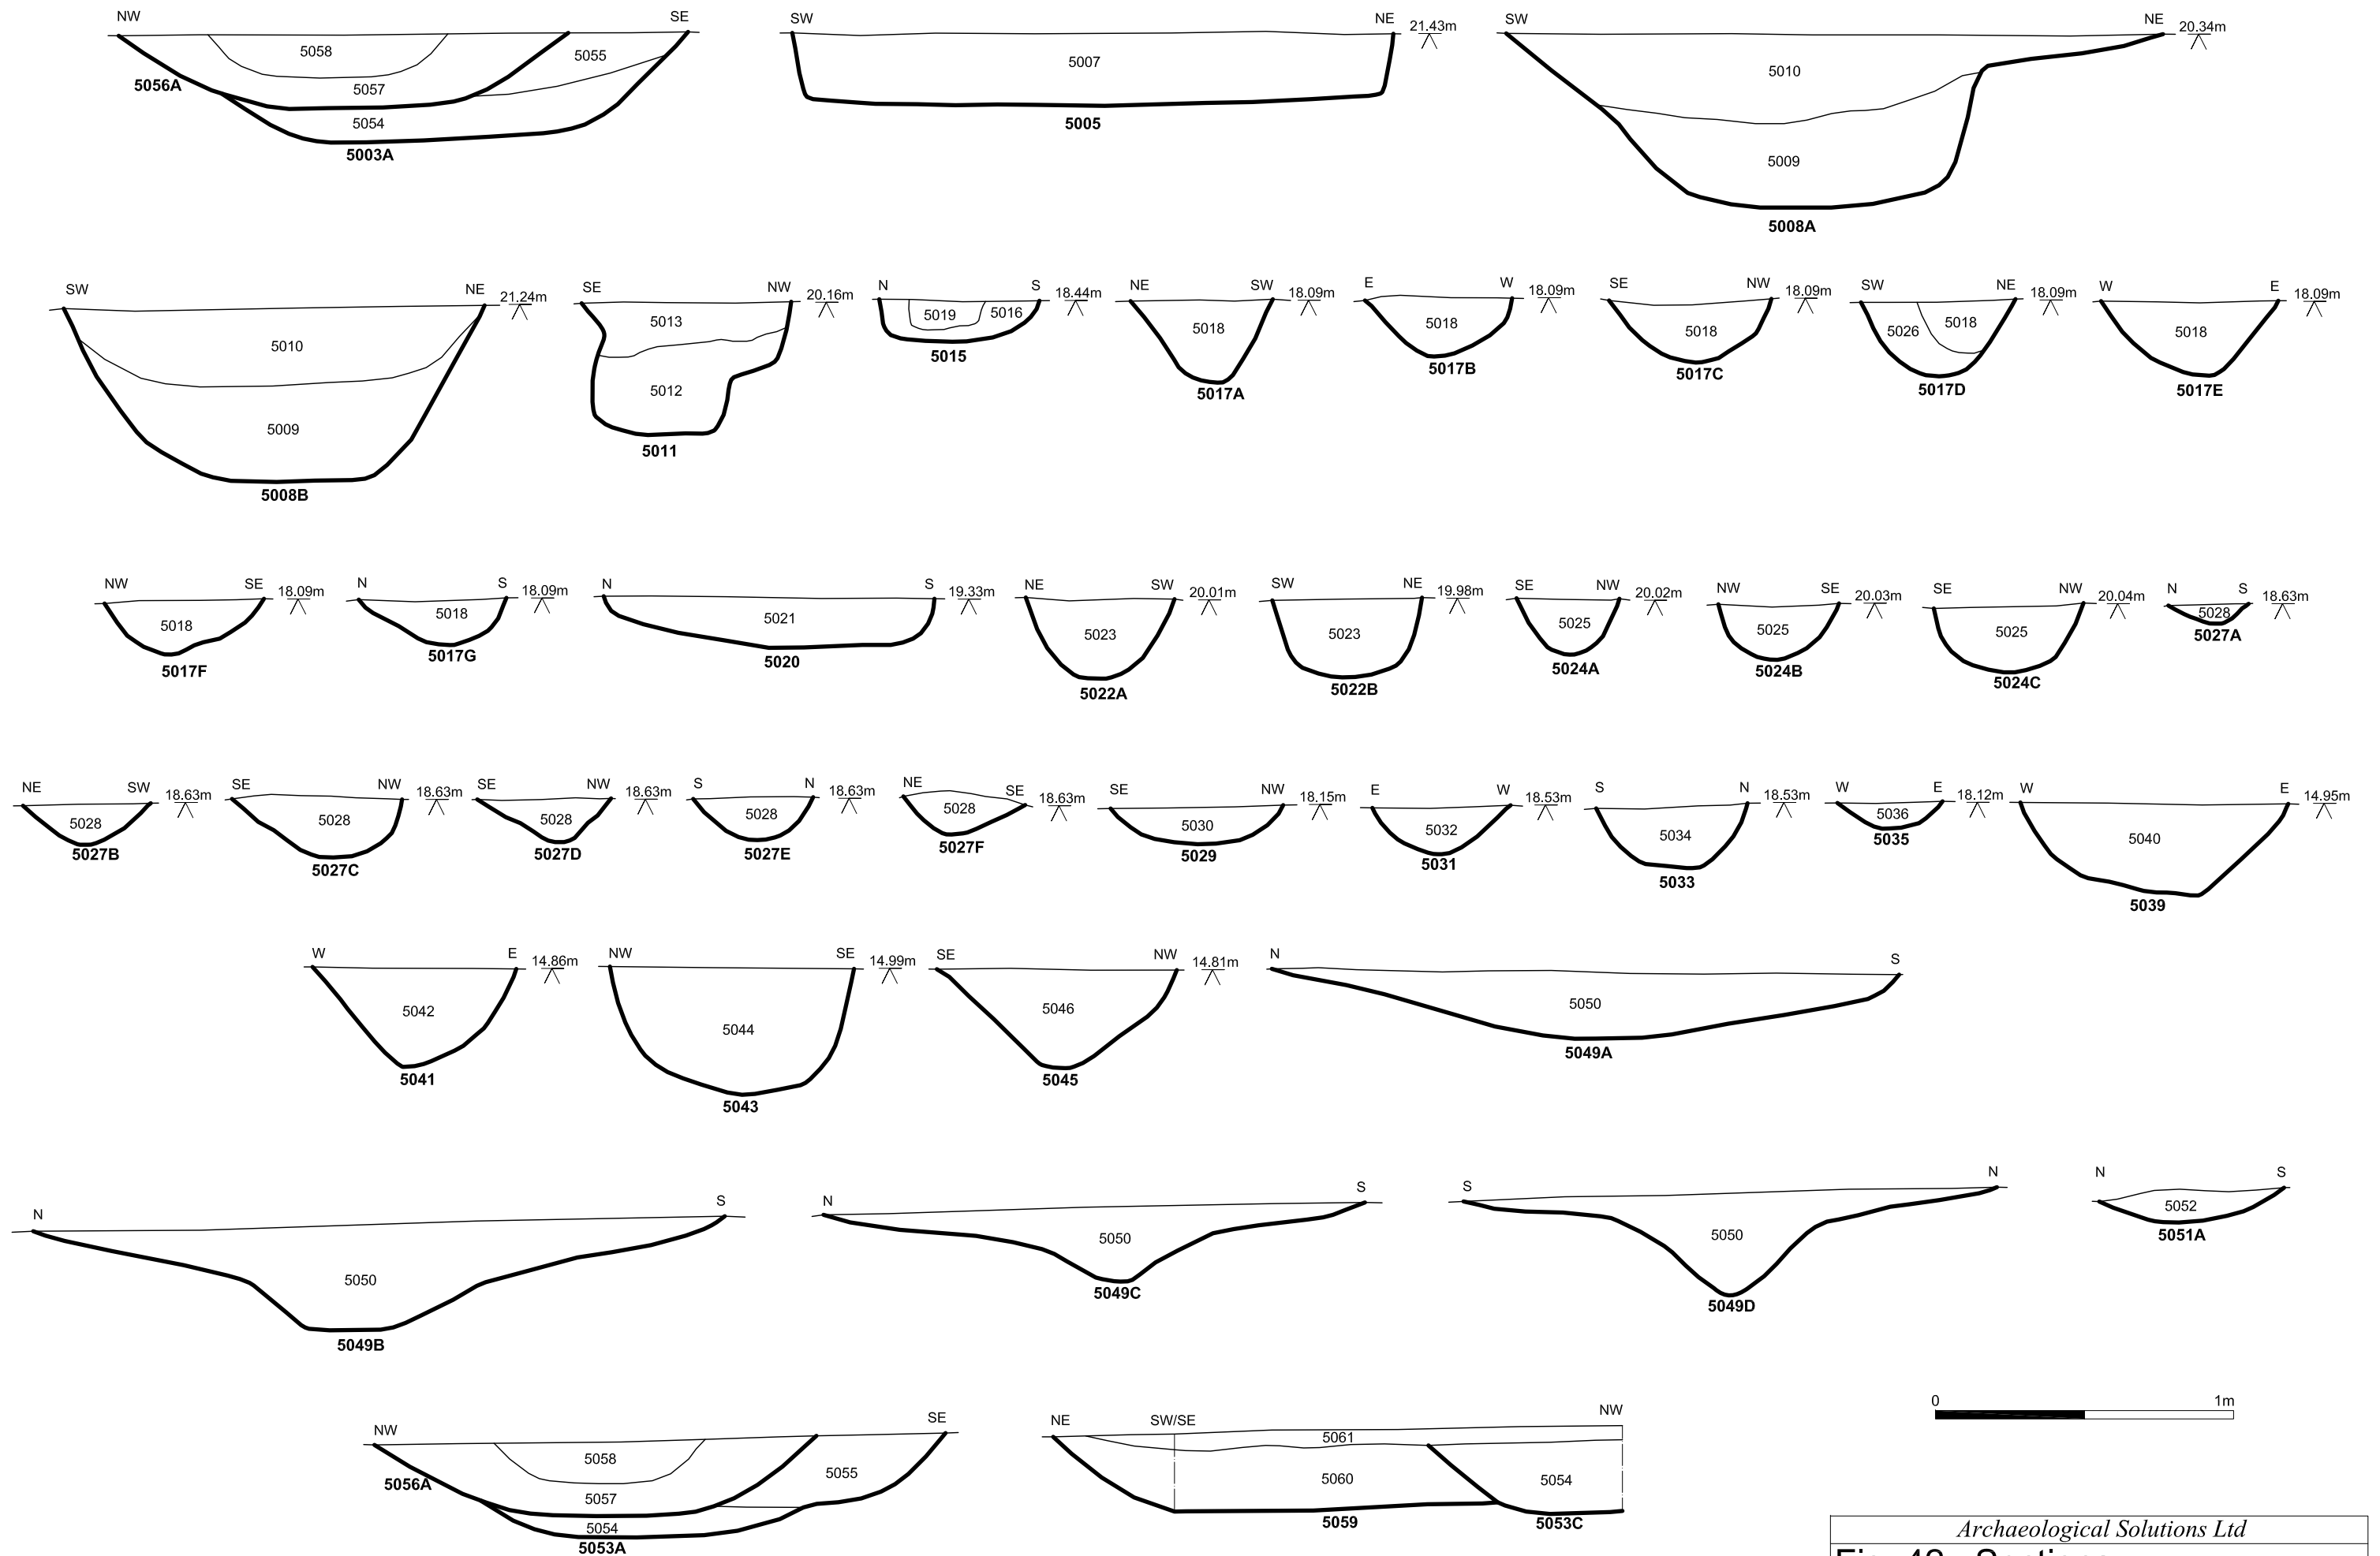 NW SE
5058
5055
5056A
5057
5054
5003A
SW NE 21.43m
5007
5005
SW NE 20.34m
5010
5009
5008A
SW NE 21.24m
5010
5009
5008B
SE NW 20.16m
5013
5012
5011
N S 18.44m
5019 5016
5015
NE SW 18.09m
5018
5017A
E W 18.09m
5018
5017B
SE NW 18.09m
5018
5017C
SW NE 18.09m
5026 5018
5017D
W E 18.09m
5018
5017E
NW SE 18.09m
5018
5017F
N S 18.09m
5018
5017G
N S 19.33m
5021
5020
NE SW 20.01m
5023
5022A
SW NE 19.98m
5023
5022B
SE NW 20.02m
5025
5024A
NW SE 20.03m
5025
5024B
SE NW 20.04m
5025
5024C
N S 18.63m
5028
5027A
NE SW 18.63m
5028
5027B
SE NW 18.63m
5028
5027C
SE NW 18.63m
5028
5027D
S N 18.63m
5028
5027E
NE SE 18.63m
5028
5027F
SE NW 18.15m
5030
5029
E W 18.53m
5032
5031
S N 18.53m
5034
5033
W E 18.12m
5036
5035
W E 14.95m
5040
5039
W E 14.86m
5042
5041
NW SE 14.99m
5044
5043
SE NW 14.81m
5046
5045
N S
5050
5049A
N S
5050
5049B
N S
5050
5049C
S N
5050
5049D
N S
5052
5051A
NW SE
5058
5055
5056A
5057
5054
5053A
NE SW/SE NW
5061
5060
5054
5059
5053C
0 1m
Archaeological Solutions Ltd